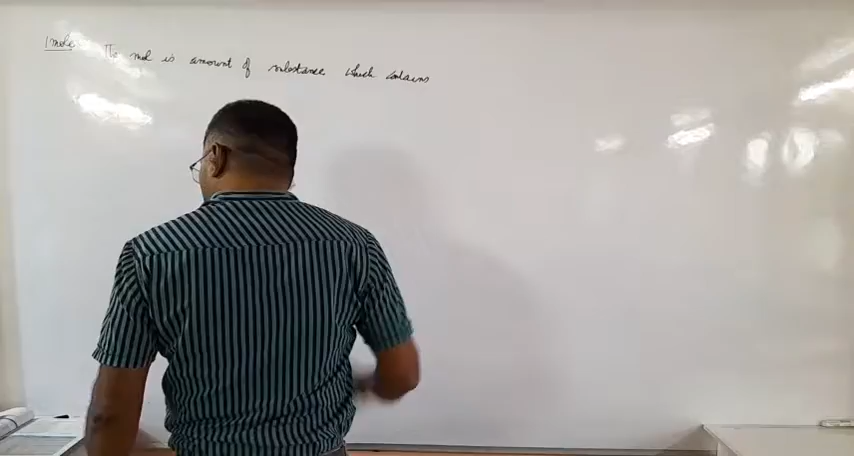 1 mole: The mol is amount of substance which contains